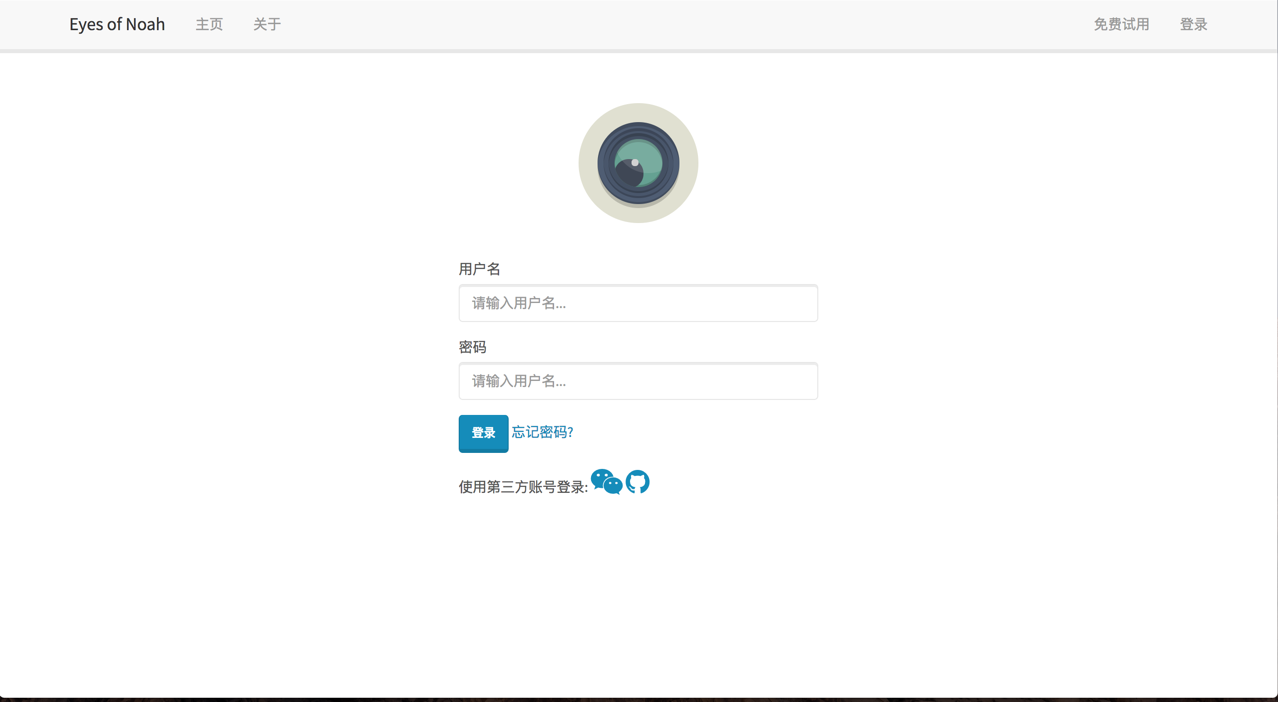 Eyes of Noah 主页 关于 免费试用 登录
用户名
请输入用户名...
密码
请输入用户名...
登录 忘记密码?
使用第三方账号登录: